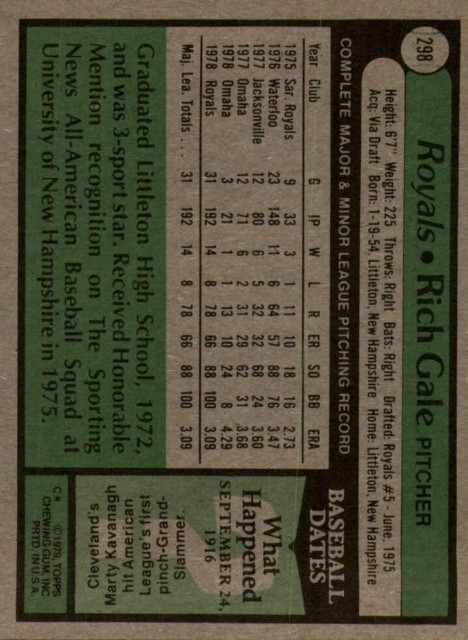 298
Royals • Rich Gale PITCHER
Height: 6'7" Weight: 225 Throws: Right Bats: Right Drafted: Royals #5 - June, 1975
Acq: Via Draft Born: 1-19-54, Littleton, New Hampshire Home: Littleton, New Hampshire
COMPLETE MAJOR & MINOR LEAGUE PITCHING RECORD
Year Club G IP W L R ER SO BB ERA
1975 Sar. Royals 9 33 3 1 11 10 18 16 2.73
1976 Waterloo 23 148 11 6 64 57 88 76 3.47
1977 Jacksonville 12 80 6 5 32 32 68 24 3.60
1977 Omaha 12 71 6 2 31 29 62 31 3.68
1978 Omaha 3 21 1 1 13 10 24 8 4.29
1978 Royals 31 192 14 8 78 66 88 100 3.09
Maj. Lea. Totals . . . 31 192 14 8 78 66 88 100 3.09
Graduated Littleton High School, 1972,
and was 3-sport star. Received Honorable
Mention recognition on The Sporting
News All-American Baseball Squad at
University of New Hampshire in 1975.
BASEBALL
DATES
What
Happened
SEPTEMBER 24,
1916
Cleveland's
Marty Kavanagh
hit American
League's first
pinch-Grand-
Slammer.
C* ©1979 TOPPS
CHEWING GUM, INC
PRTD. IN U.S.A.